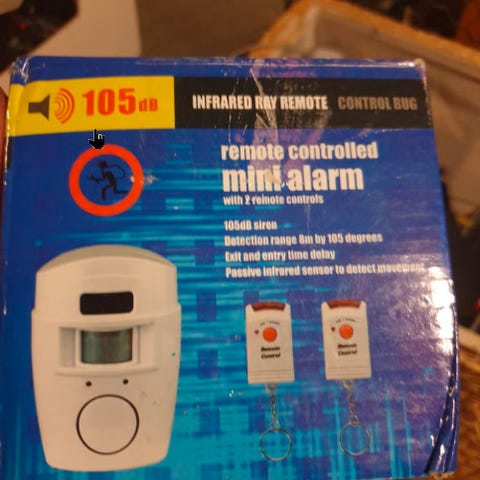 105dB
INFRARED RAY REMOTE CONTROL BUG
remote controlled
mini alarm
with 2 remote controls
105dB siren
Detection range 8m by 105 degrees
Exit and entry time delay
Passive infrared sensor to detect movement
Remote
Control
Remote
Control